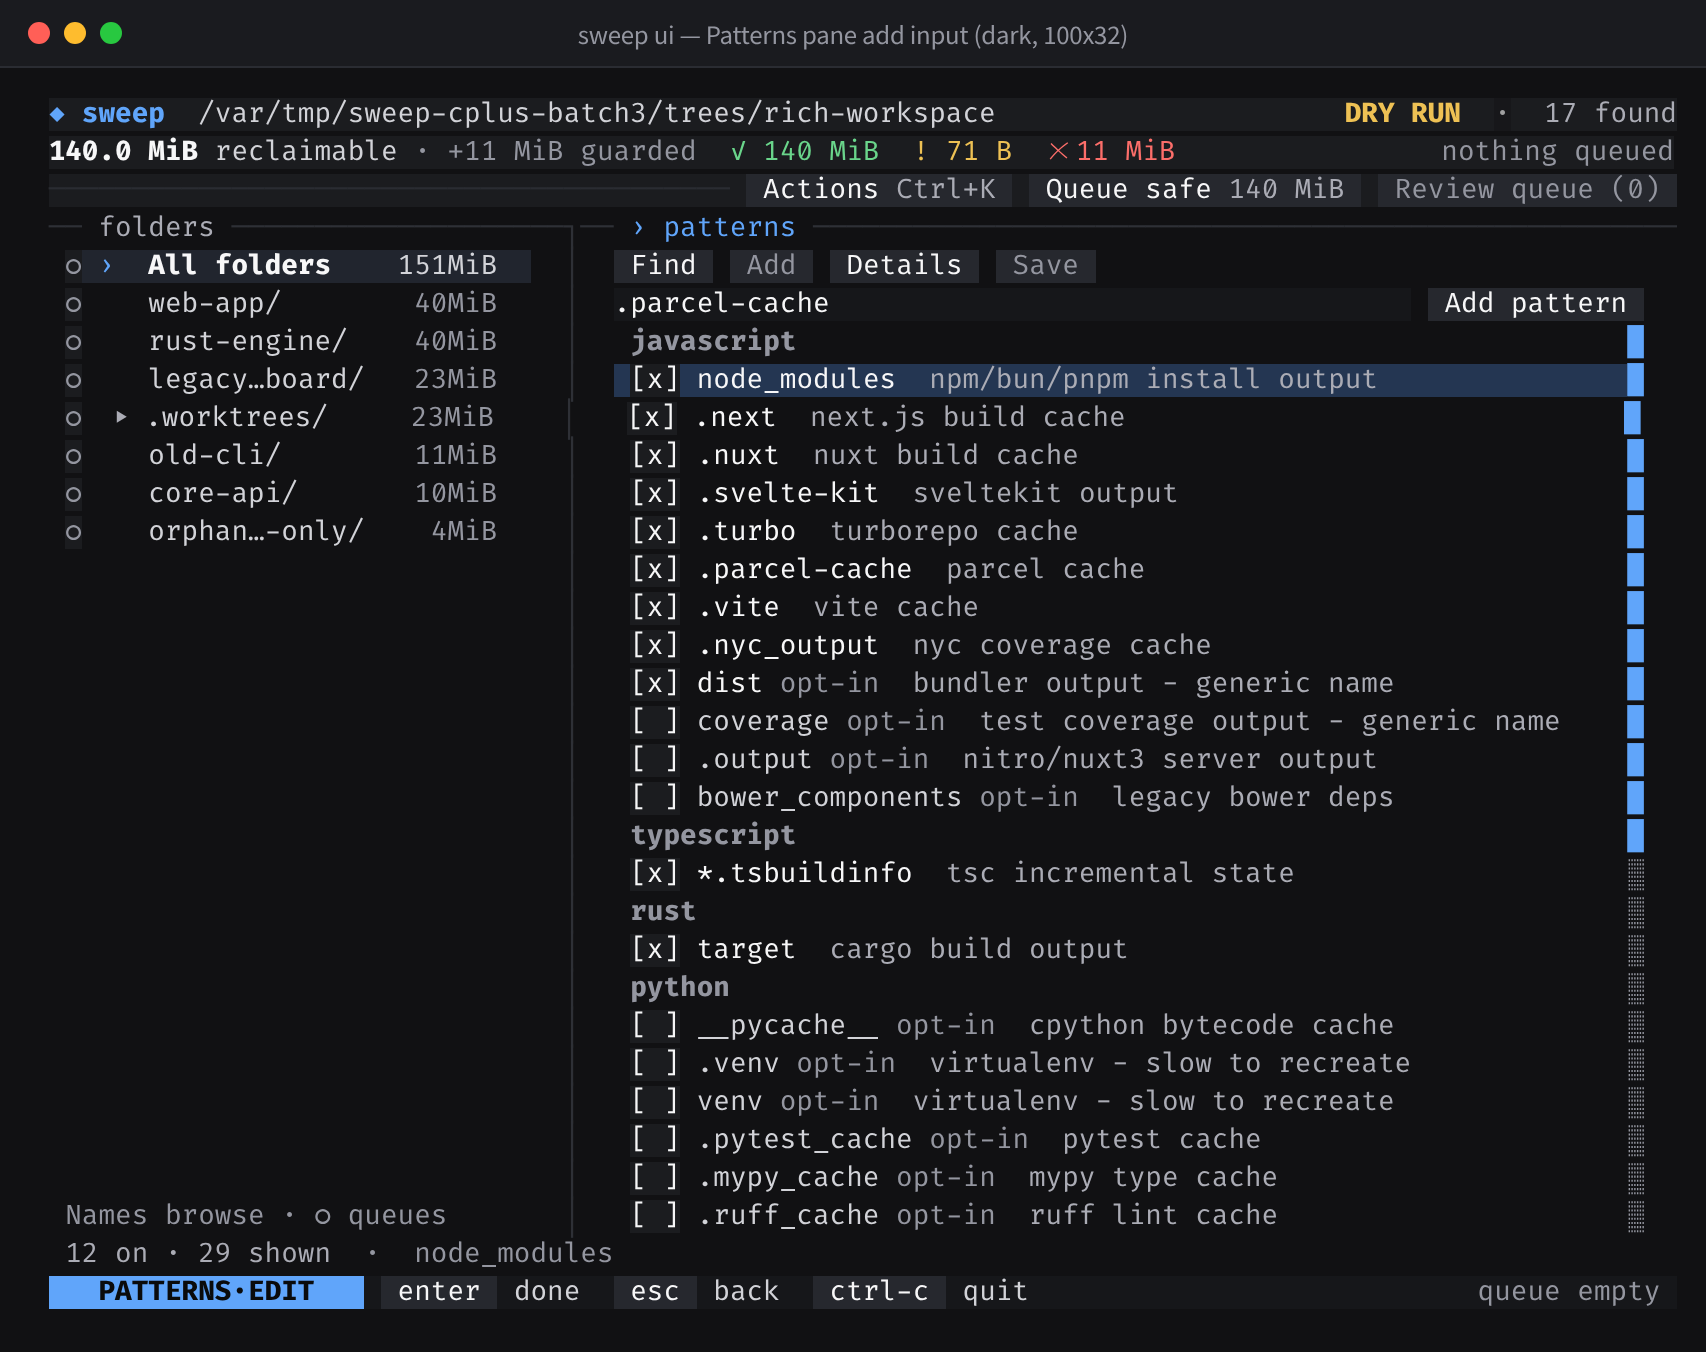 sweep ui — Patterns pane add input (dark, 100x32)
◆ sweep /var/tmp/sweep-cplus-batch3/trees/rich-workspace DRY RUN · 17 found
140.0 MiB reclaimable · +11 MiB guarded √ 140 MiB ! 71 B ✕ 11 MiB nothing queued
Actions Ctrl+K Queue safe 140 MiB Review queue (0)
folders
○ › All folders 151MiB
○ web-app/ 40MiB
○ rust-engine/ 40MiB
○ legacy…board/ 23MiB
○ ▸ .worktrees/ 23MiB
○ old-cli/ 11MiB
○ core-api/ 10MiB
○ orphan…-only/ 4MiB
Names browse · ○ queues
› patterns
Find Add Details Save
.parcel-cache Add pattern
javascript
[x] node_modules npm/bun/pnpm install output
[x] .next next.js build cache
[x] .nuxt nuxt build cache
[x] .svelte-kit sveltekit output
[x] .turbo turborepo cache
[x] .parcel-cache parcel cache
[x] .vite vite cache
[x] .nyc_output nyc coverage cache
[x] dist opt-in bundler output - generic name
[ ] coverage opt-in test coverage output - generic name
[ ] .output opt-in nitro/nuxt3 server output
[ ] bower_components opt-in legacy bower deps
typescript
[x] *.tsbuildinfo tsc incremental state
rust
[x] target cargo build output
python
[ ] __pycache__ opt-in cpython bytecode cache
[ ] .venv opt-in virtualenv - slow to recreate
[ ] venv opt-in virtualenv - slow to recreate
[ ] .pytest_cache opt-in pytest cache
[ ] .mypy_cache opt-in mypy type cache
[ ] .ruff_cache opt-in ruff lint cache
12 on · 29 shown · node_modules
PATTERNS·EDIT enter done esc back ctrl-c quit queue empty